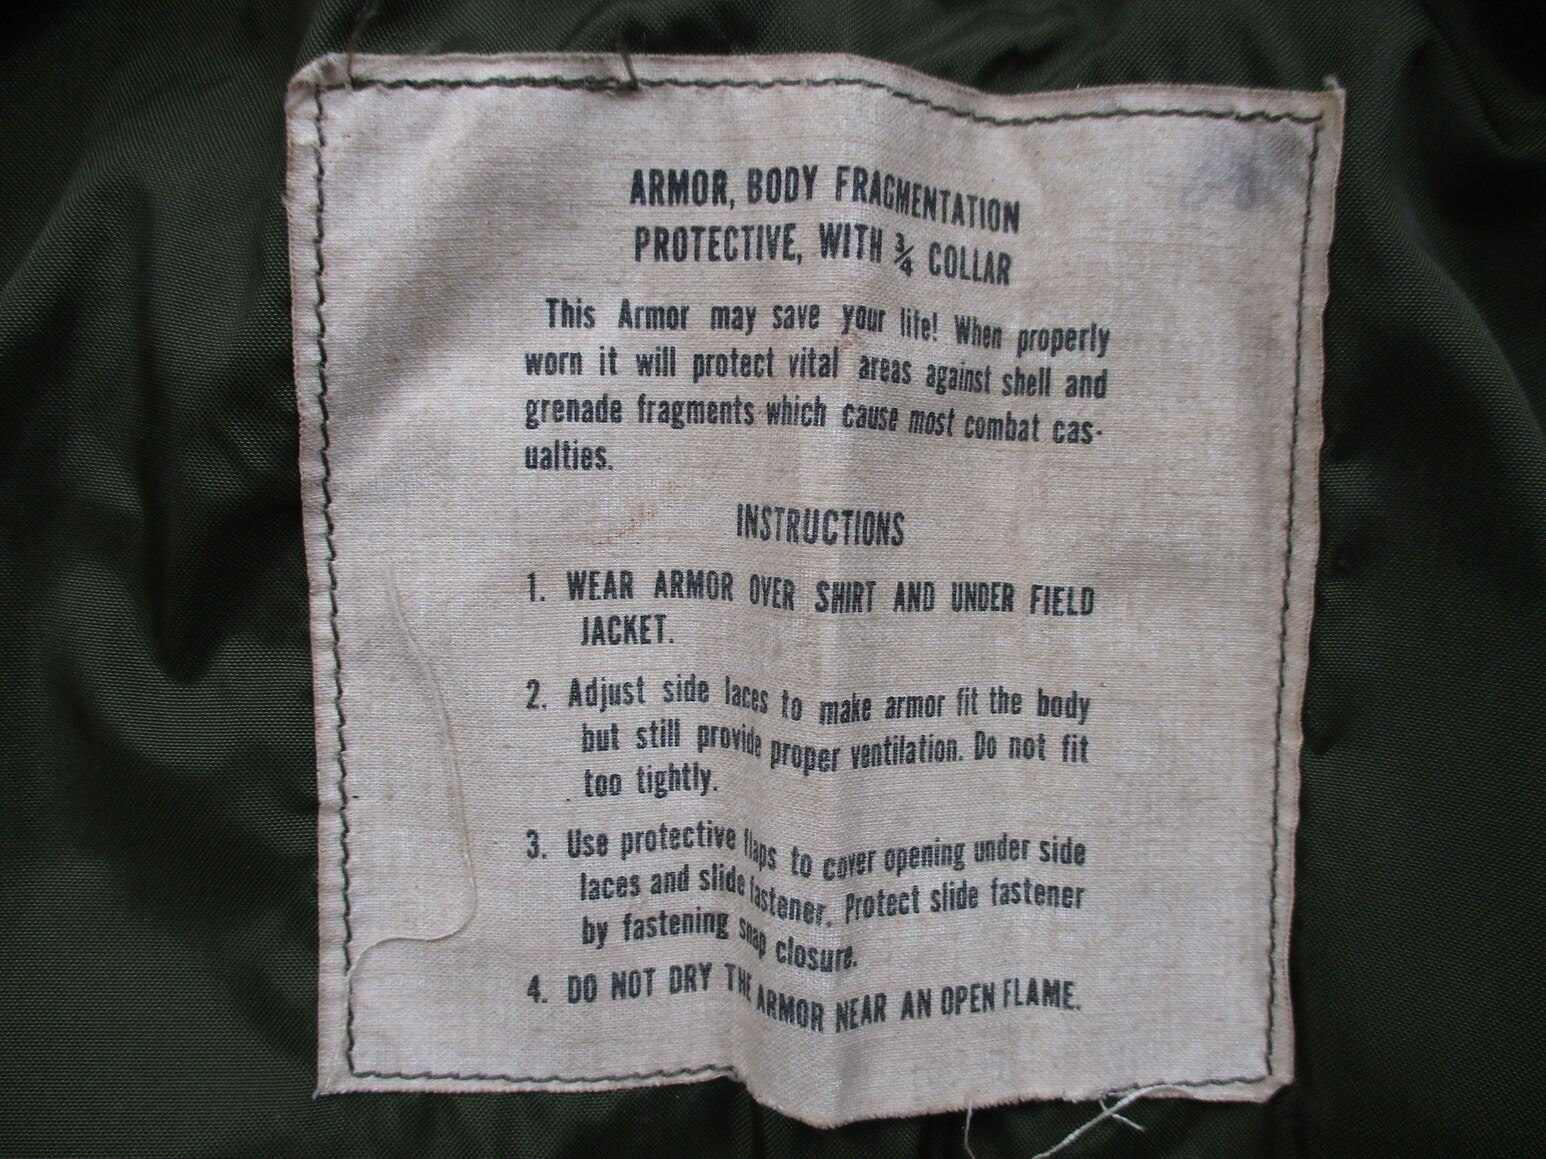 ARMOR, BODY FRAGMENTATION
PROTECTIVE, WITH ¾ COLLAR
This Armor may save your life! When properly
worn it will protect vital areas against shell and
grenade fragments which cause most combat cas-
ualties.
INSTRUCTIONS
1. WEAR ARMOR OVER SHIRT AND UNDER FIELD
JACKET.
2. Adjust side laces to make armor fit the body
but still provide proper ventilation. Do not fit
too tightly.
3. Use protective flaps to cover opening under side
laces and slide fastener. Protect slide fastener
by fastening snap closure.
4. DO NOT DRY THE ARMOR NEAR AN OPEN FLAME.